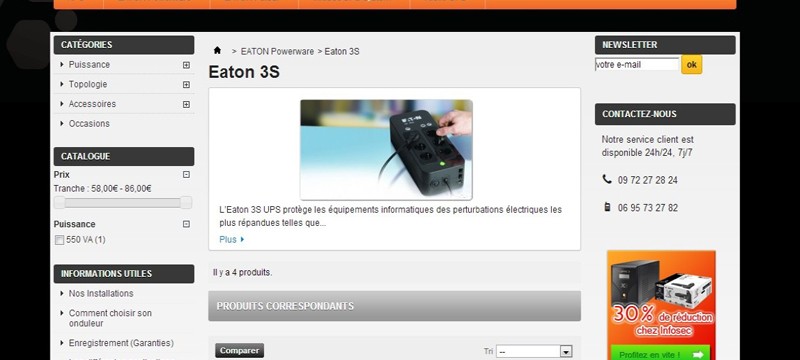 CATÉGORIES
Puissance
Topologie
Accessoires
Occasions
CATALOGUE
Prix
Tranche : 58,00€ - 86,00€
Puissance
550 VA (1)
INFORMATIONS UTILES
Nos Installations
Comment choisir son
onduleur
Enregistrement (Garanties)
> EATON Powerware > Eaton 3S
Eaton 3S
L'Eaton 3S UPS protège les équipements informatiques des perturbations électriques les
plus répandues telles que...
Plus
Il y a 4 produits.
PRODUITS CORRESPONDANTS
Comparer
Tri --
NEWSLETTER
votre e-mail ok
CONTACTEZ-NOUS
Notre service client est
disponible 24h/24, 7j/7
09 72 27 28 24
06 95 73 27 82
30% de réduction
chez Infosec
Profitez en vite !